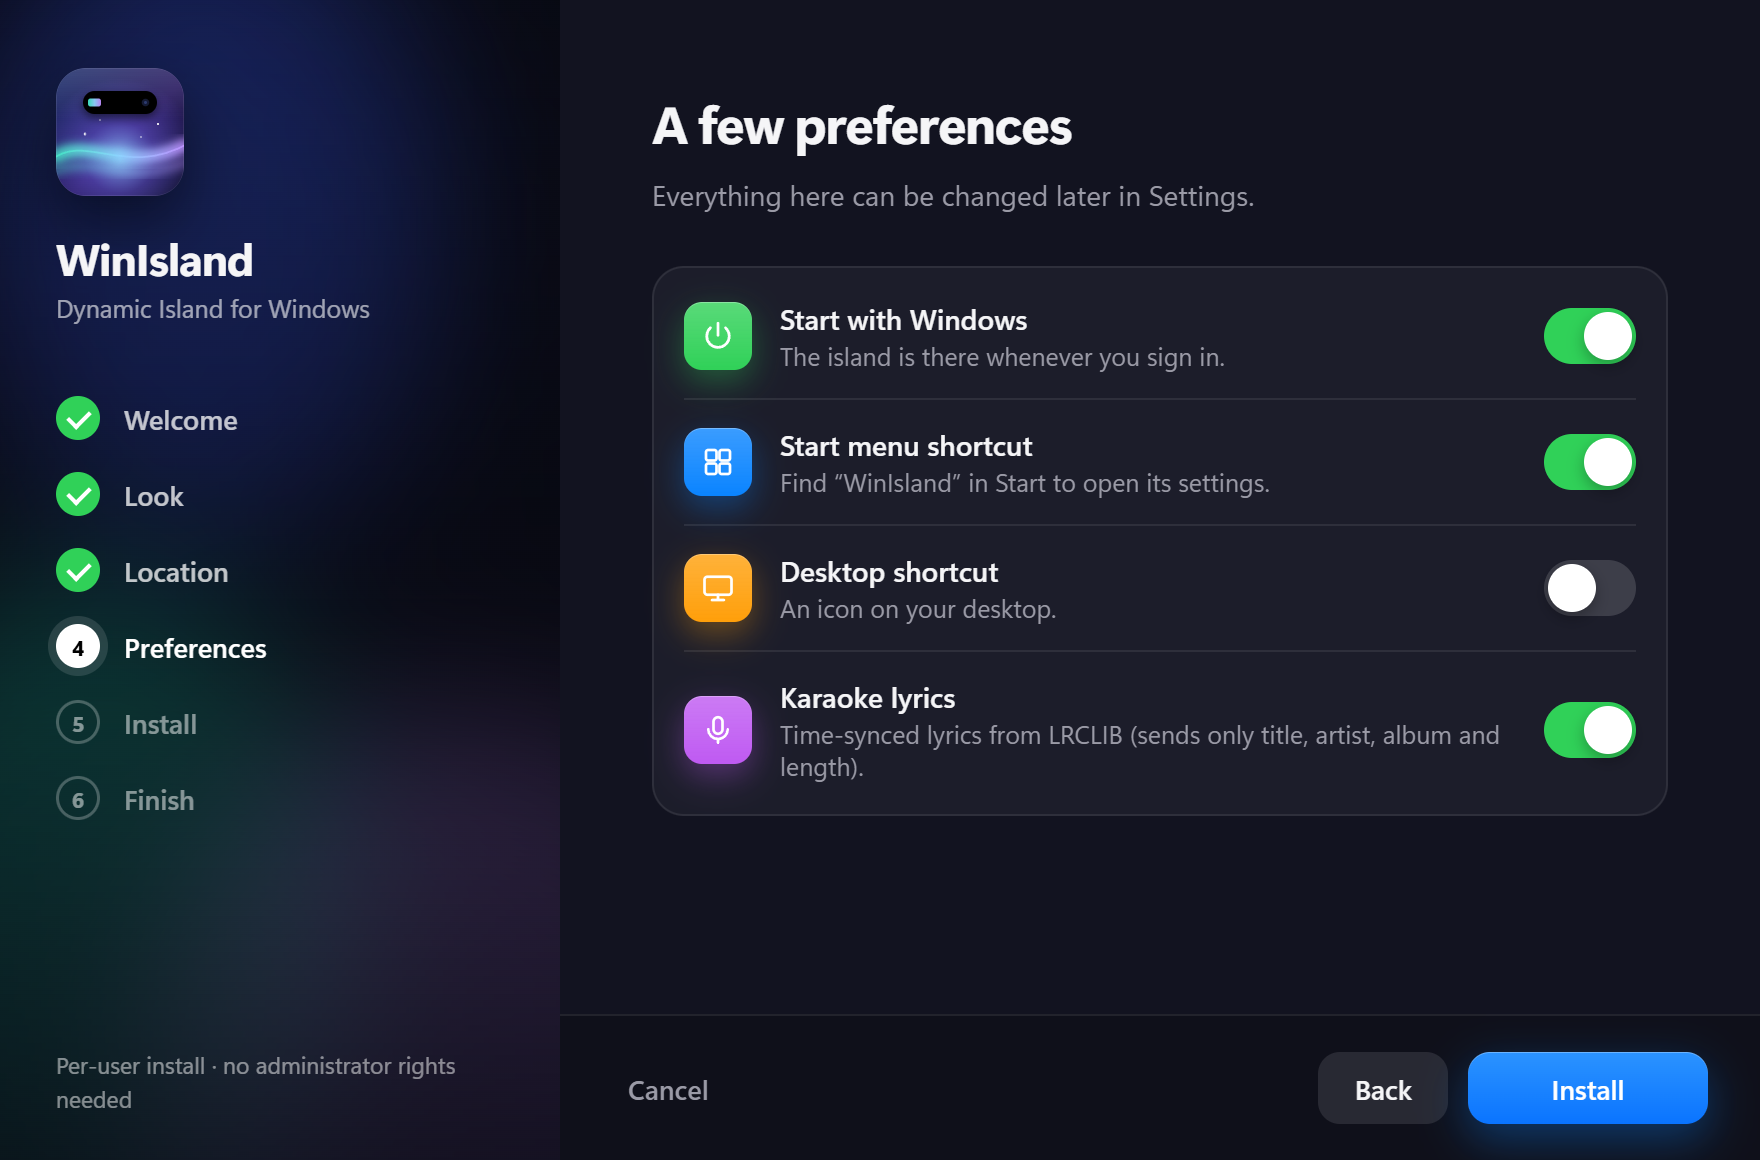 WinIsland
Dynamic Island for Windows
Welcome
Look
Location
4 Preferences
5 Install
6 Finish
Per-user install · no administrator rights
needed
A few preferences
Everything here can be changed later in Settings.
Start with Windows
The island is there whenever you sign in.
Start menu shortcut
Find “WinIsland” in Start to open its settings.
Desktop shortcut
An icon on your desktop.
Karaoke lyrics
Time-synced lyrics from LRCLIB (sends only title, artist, album and
length).
Cancel
Back
Install